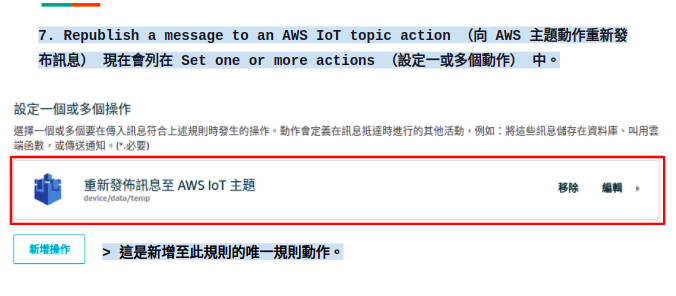 7. Republish a message to an AWS IoT topic action （向 AWS 主題動作重新發
布訊息） 現在會列在 Set one or more actions （設定一或多個動作） 中。
設定一個或多個操作
選擇一個或多個要在傳入訊息符合上述規則時發生的操作。動作會定義在訊息抵達時進行的其他活動，例如：將這些訊息儲存在資料庫、叫用雲
端函數，或傳送通知。(*.必要)
重新發佈訊息至 AWS IoT 主題
device/data/temp
移除 編輯
新增操作
> 這是新增至此規則的唯一規則動作。